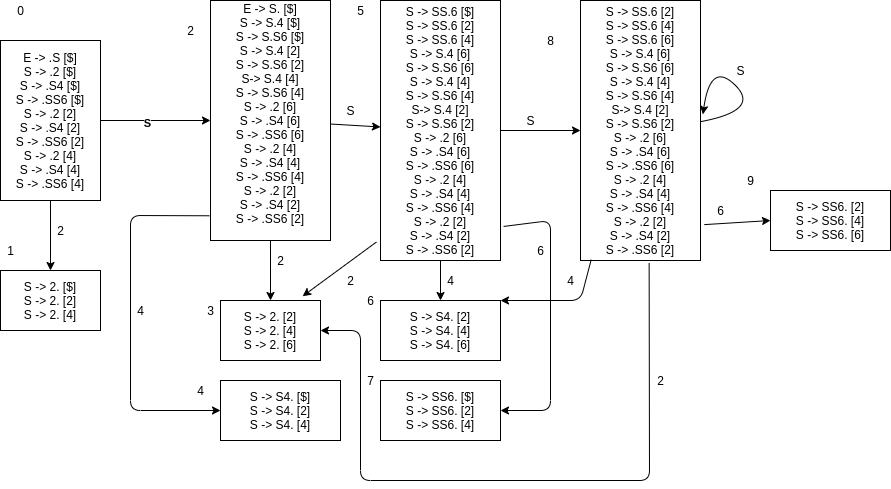 0
E -> .S [$]
S -> .2 [$]
S -> .S4 [$]
S -> .SS6 [$]
S -> .2 [2]
S -> .S4 [2]
S -> .SS6 [2]
S -> .2 [4]
S -> .S4 [4]
S -> .SS6 [4]
S
2
1
S -> 2. [$]
S -> 2. [2]
S -> 2. [4]
2
E -> S. [$]
S -> S.4 [$]
S -> S.S6 [$]
S -> S.4 [2]
S -> S.S6 [2]
S-> S.4 [4]
S -> S.S6 [4]
S -> .2 [6]
S -> .S4 [6]
S -> .SS6 [6]
S -> .2 [4]
S -> .S4 [4]
S -> .SS6 [4]
S -> .2 [2]
S -> .S4 [2]
S -> .SS6 [2]
S
2
4
3
S -> 2. [2]
S -> 2. [4]
S -> 2. [6]
4
S -> S4. [$]
S -> S4. [2]
S -> S4. [4]
5
S -> SS.6 [$]
S -> SS.6 [2]
S -> SS.6 [4]
S -> S.4 [6]
S -> S.S6 [6]
S -> S.4 [4]
S -> S.S6 [4]
S-> S.4 [2]
S -> S.S6 [2]
S -> .2 [6]
S -> .S4 [6]
S -> .SS6 [6]
S -> .2 [4]
S -> .S4 [4]
S -> .SS6 [4]
S -> .2 [2]
S -> .S4 [2]
S -> .SS6 [2]
S
2
4
6
6
S -> S4. [2]
S -> S4. [4]
S -> S4. [6]
7
S -> SS6. [$]
S -> SS6. [2]
S -> SS6. [4]
8
S -> SS.6 [2]
S -> SS.6 [4]
S -> SS.6 [6]
S -> S.4 [6]
S -> S.S6 [6]
S -> S.4 [4]
S -> S.S6 [4]
S-> S.4 [2]
S -> S.S6 [2]
S -> .2 [6]
S -> .S4 [6]
S -> .SS6 [6]
S -> .2 [4]
S -> .S4 [4]
S -> .SS6 [4]
S -> .2 [2]
S -> .S4 [2]
S -> .SS6 [2]
S
4
2
6
9
S -> SS6. [2]
S -> SS6. [4]
S -> SS6. [6]